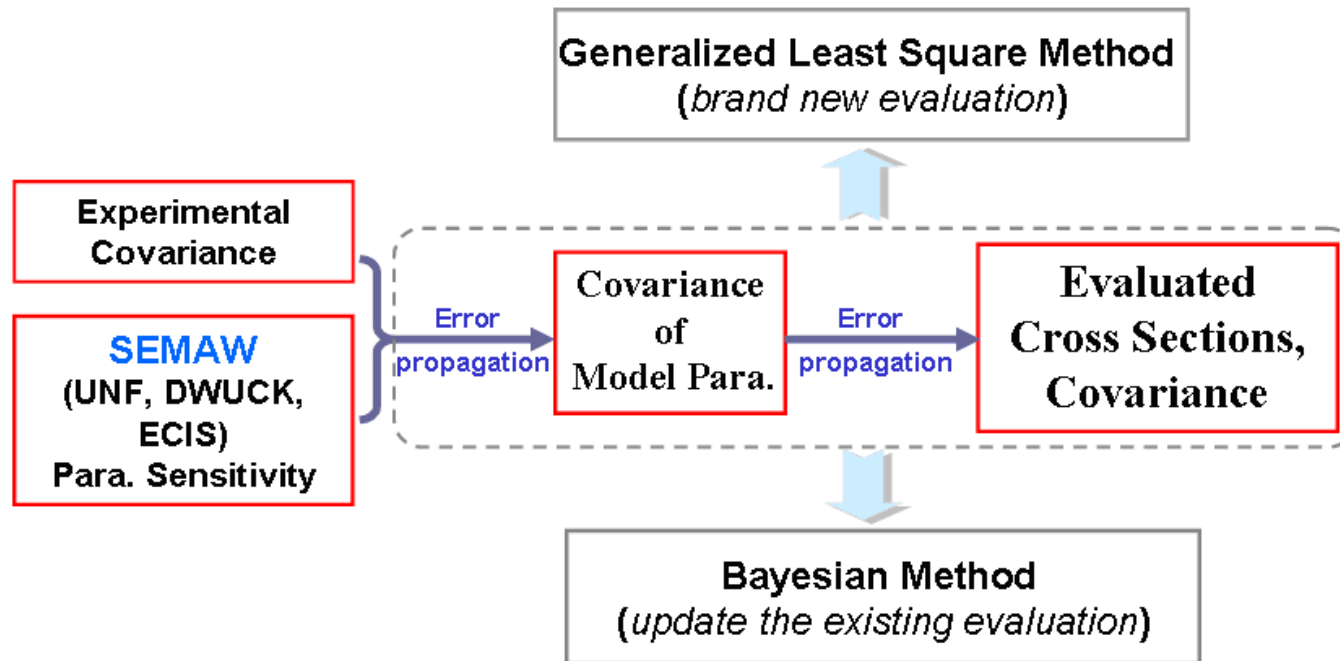 Generalized Least Square Method
(brand new evaluation)
Experimental
Covariance
SEMAW
(UNF, DWUCK,
ECIS)
Para. Sensitivity
Error
propagation
Covariance
of
Model Para.
Error
propagation
Evaluated
Cross Sections,
Covariance
Bayesian Method
(update the existing evaluation)